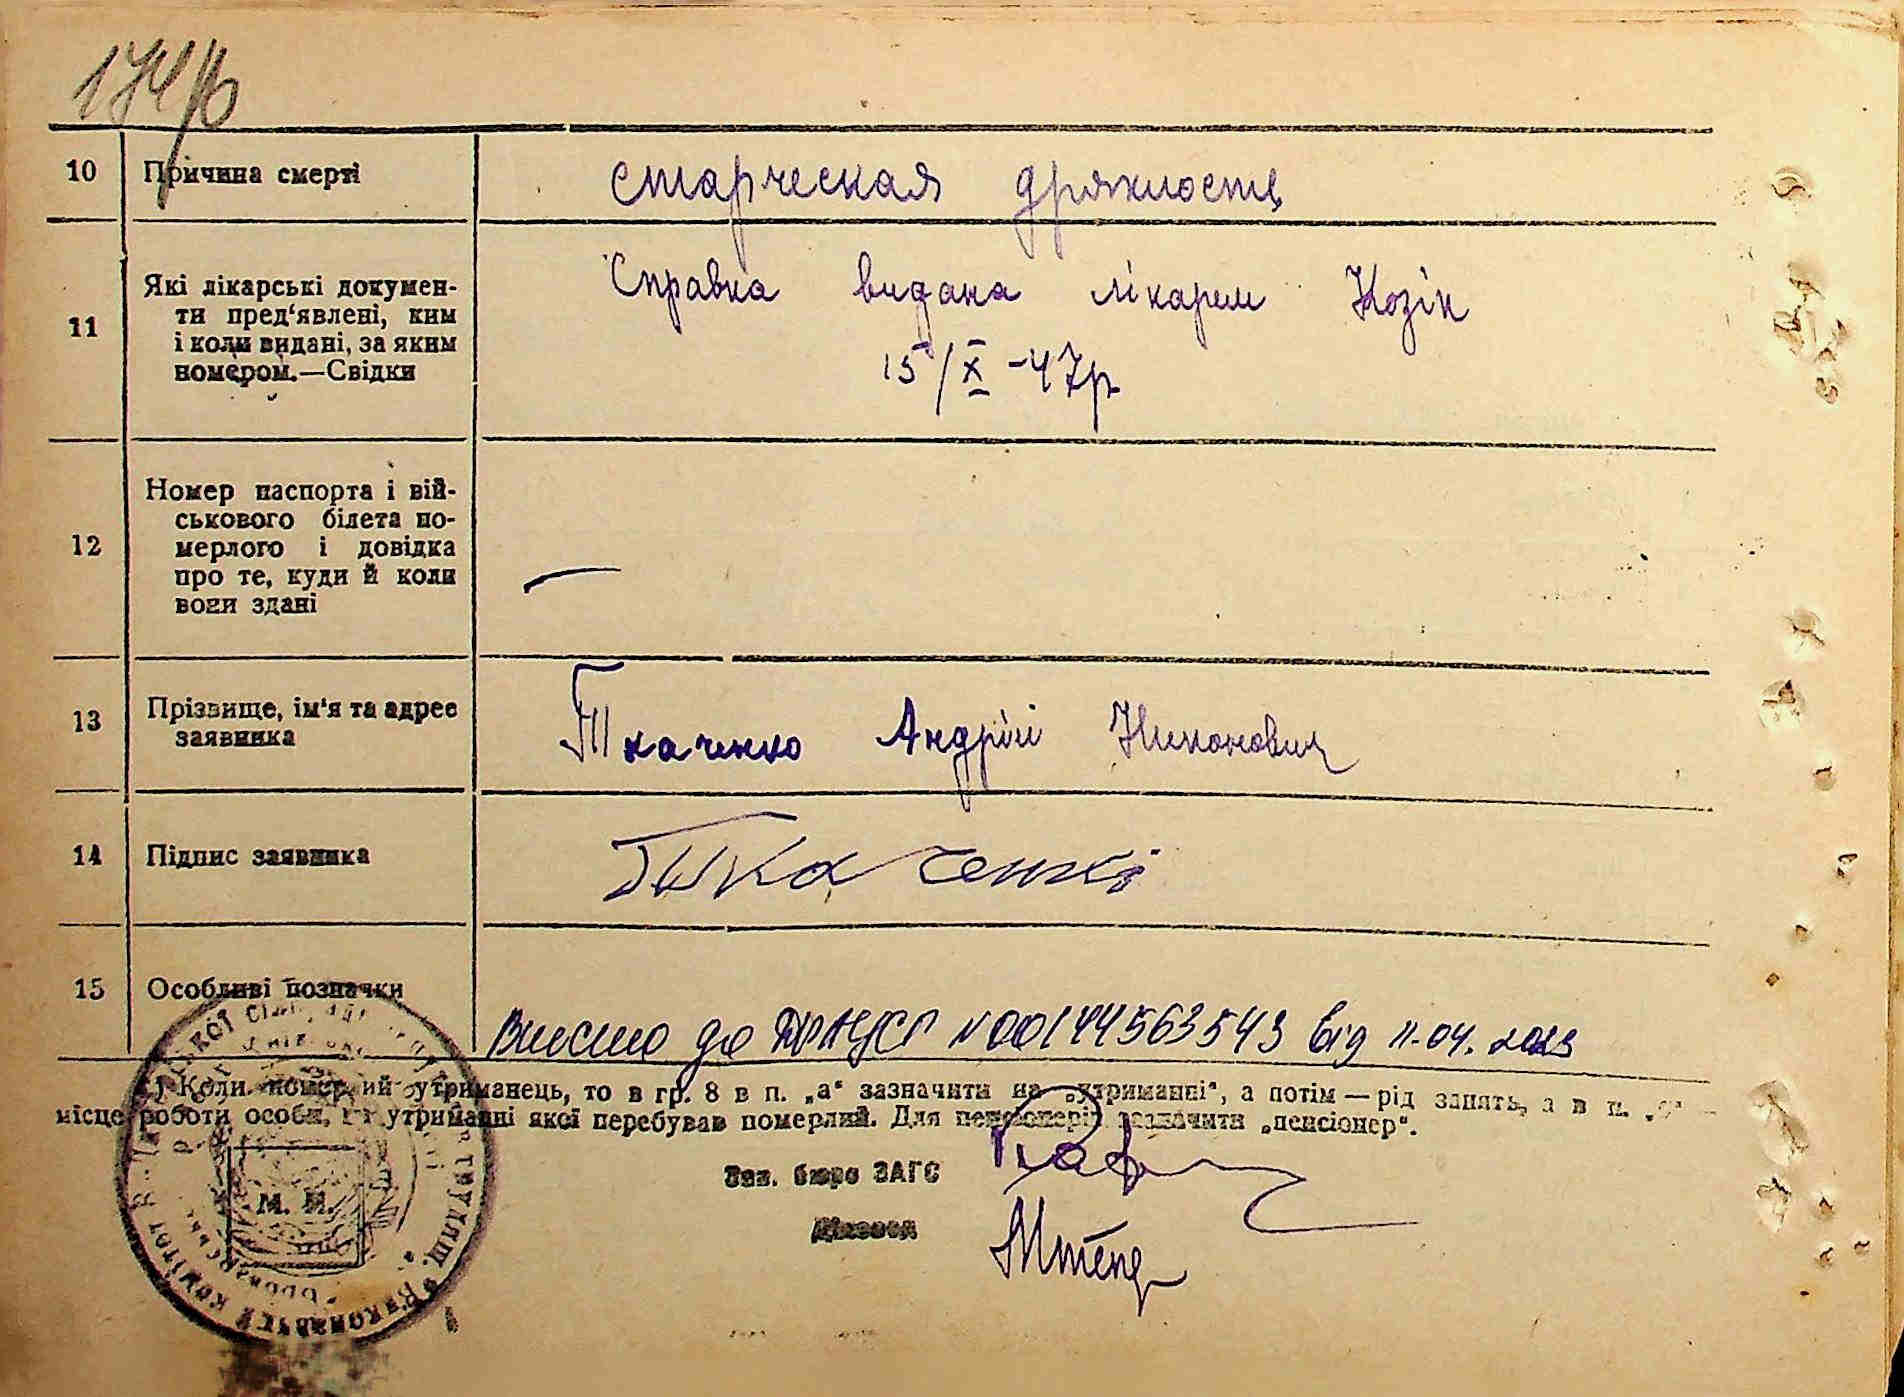 174/6
10 Причина смерті старческая дряхлость
11 Які лікарські докумен-
ти пред'явлені, ким
і коли видані, за яким
номером.—Свідки
Справка видана лікарем Козік
15/X-47р
12 Номер паспорта і вій-
ськового білета по-
мерлого і довідка
про те, куди й коли
вони здані
—
13 Прізвище, ім'я та адрес
заявника
Ткаченко Андрій Никонович
14 Підпис заявника Ткаченко
15 Особливі позначки
Внесено до ДРАЦСГ №00144563543 від 11.04.2023
Коли померлий утриманець, то в гр. 8 в п. „а“ зазначити на „утриманні“, а потім — рід занять, а в п.
місце роботи особи, на утриманні якої перебував померлий. Для пенсіонерів зазначити „пенсіонер“.
Зав. бюро ЗАГС
Діловод
М. П.